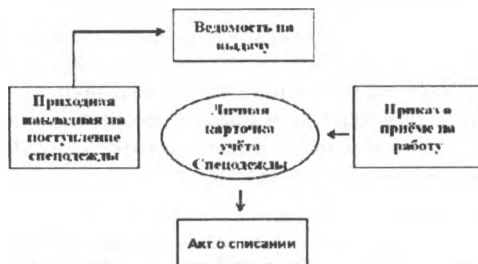 Ведомость на
выдачу
Приходная
накладная на
поступление
спецодежды
Личная
карточка
учёта
Спецодежды
Приказ о
приёме на
работу
Акт о списании